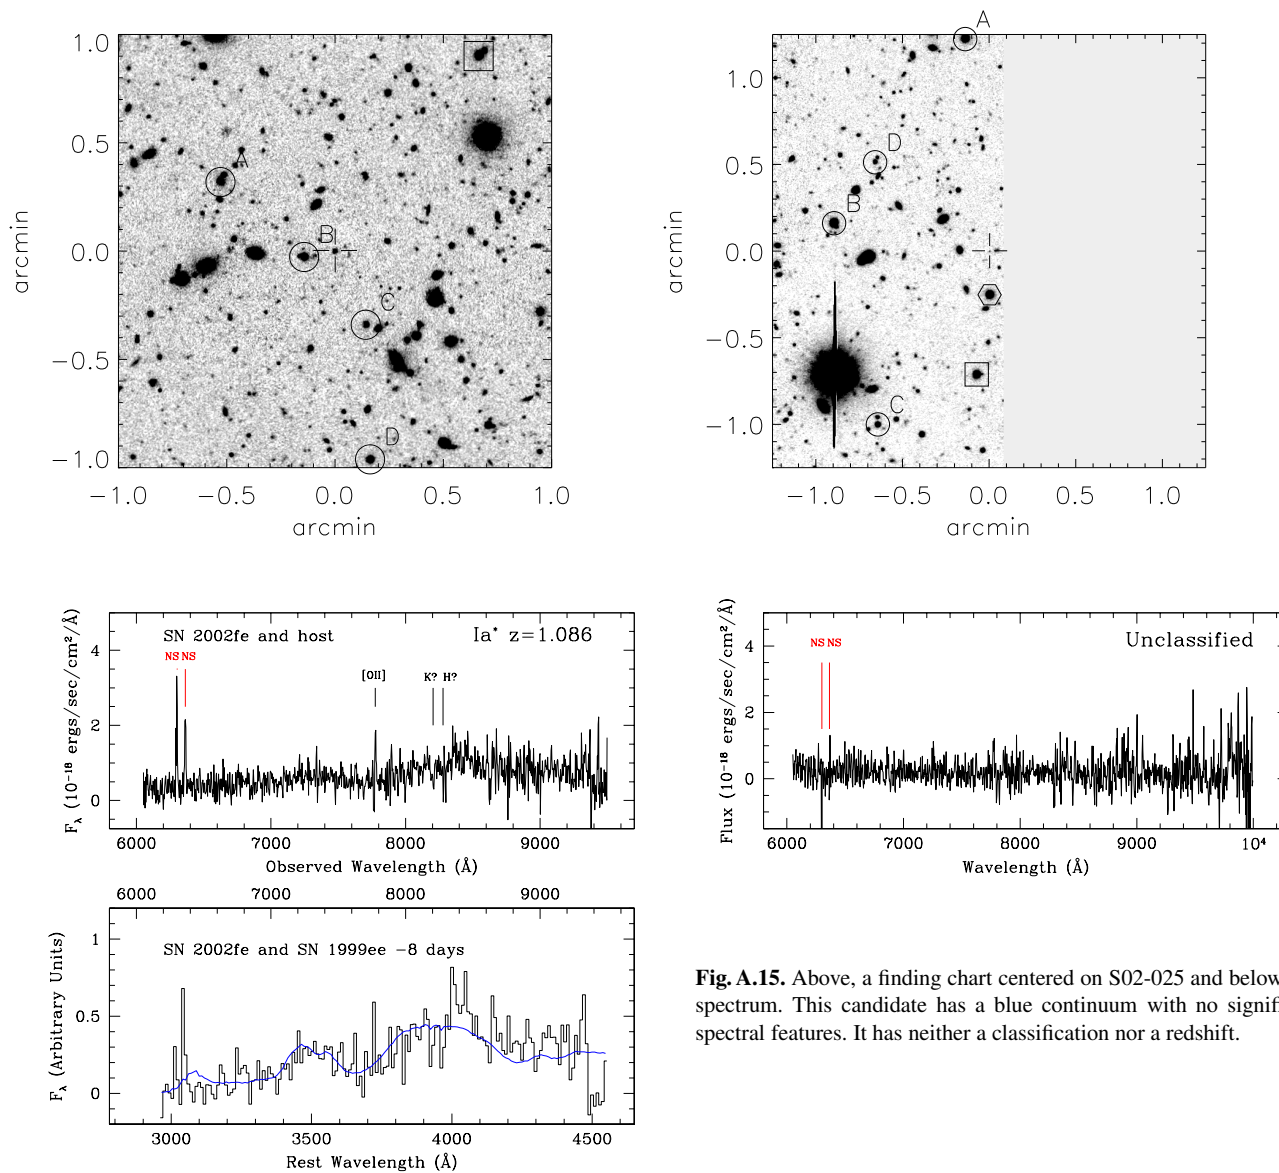 1.0
0.5
0.0
−0.5
−1.0
arcmin
A
B
C
D
−1.0 −0.5 0.0 0.5 1.0
arcmin
1.0
0.5
0.0
−0.5
−1.0
arcmin
A
D
B
C
−1.0 −0.5 0.0 0.5 1.0
arcmin
SN 2002fe and host
Ia* z=1.086
NS NS
[OII]
K? H?
4
2
0
Fλ (10⁻¹⁸ ergs/sec/cm²/Å)
6000 7000 8000 9000
Observed Wavelength (Å)
Unclassified
NS NS
4
2
0
Flux (10⁻¹⁸ ergs/sec/cm²/Å)
6000 7000 8000 9000 10⁴
Wavelength (Å)
6000 7000 8000 9000
SN 2002fe and SN 1999ee −8 days
1
0.5
0
Fλ (Arbitrary Units)
3000 3500 4000 4500
Rest Wavelength (Å)
Fig. A.15. Above, a finding chart centered on S02-025 and below
spectrum. This candidate has a blue continuum with no signifi
spectral features. It has neither a classification nor a redshift.